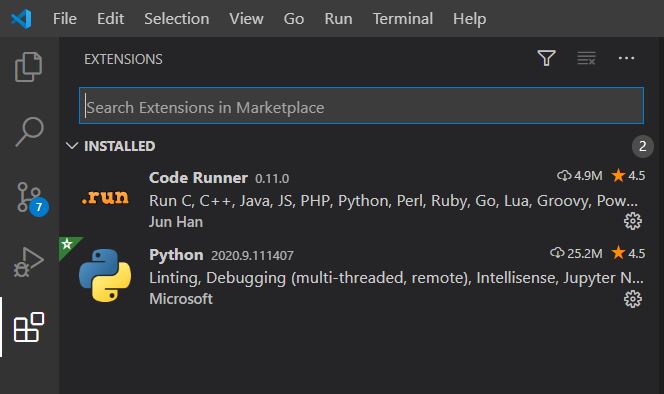 File Edit Selection View Go Run Terminal Help
EXTENSIONS
Search Extensions in Marketplace
INSTALLED 2
Code Runner 0.11.0 4.9M 4.5
.run
Run C, C++, Java, JS, PHP, Python, Perl, Ruby, Go, Lua, Groovy, Pow...
Jun Han
7
Python 2020.9.111407 25.2M 4.5
Linting, Debugging (multi-threaded, remote), Intellisense, Jupyter N...
Microsoft